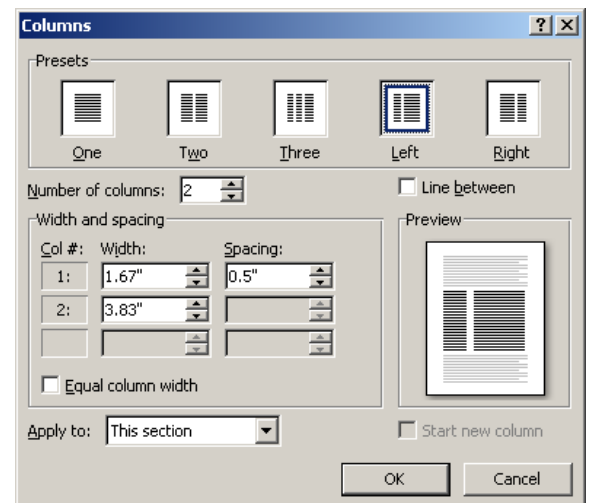 Columns
Presets
One Two Three Left Right
Number of columns: 2
Line between
Width and spacing
Preview
Col #: Width: Spacing:
1: 1.67" 0.5"
2: 3.83"
Equal column width
Apply to: This section
Start new column
OK Cancel